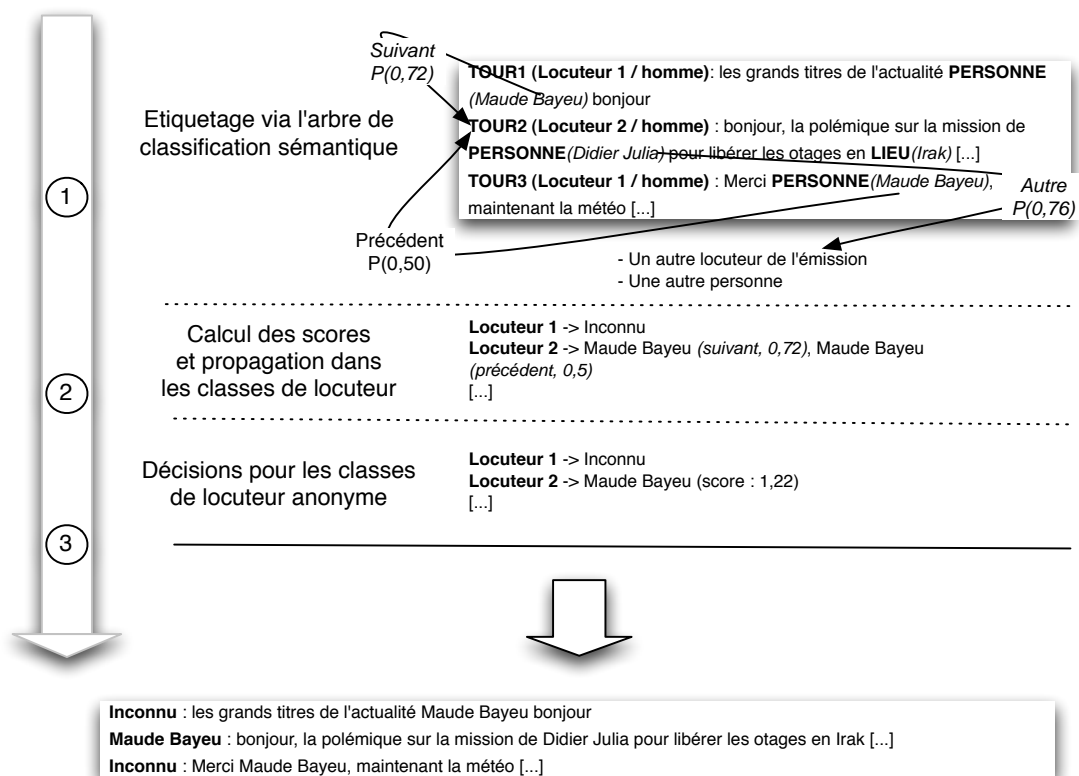 Suivant
P(0,72)
TOUR1 (Locuteur 1 / homme): les grands titres de l'actualité PERSONNE
(Maude Bayeu) bonjour
TOUR2 (Locuteur 2 / homme) : bonjour, la polémique sur la mission de
PERSONNE(Didier Julia) pour libérer les otages en LIEU(Irak) [...]
TOUR3 (Locuteur 1 / homme) : Merci PERSONNE(Maude Bayeu),
maintenant la météo [...]
Etiquetage via l'arbre de
classification sémantique
1
Autre
P(0,76)
Précédent
P(0,50)
- Un autre locuteur de l'émission
- Une autre personne
Calcul des scores
et propagation dans
les classes de locuteur
2
Locuteur 1 -> Inconnu
Locuteur 2 -> Maude Bayeu (suivant, 0,72), Maude Bayeu
(précédent, 0,5)
[...]
Décisions pour les classes
de locuteur anonyme
3
Locuteur 1 -> Inconnu
Locuteur 2 -> Maude Bayeu (score : 1,22)
[...]
Inconnu : les grands titres de l'actualité Maude Bayeu bonjour
Maude Bayeu : bonjour, la polémique sur la mission de Didier Julia pour libérer les otages en Irak [...]
Inconnu : Merci Maude Bayeu, maintenant la météo [...]